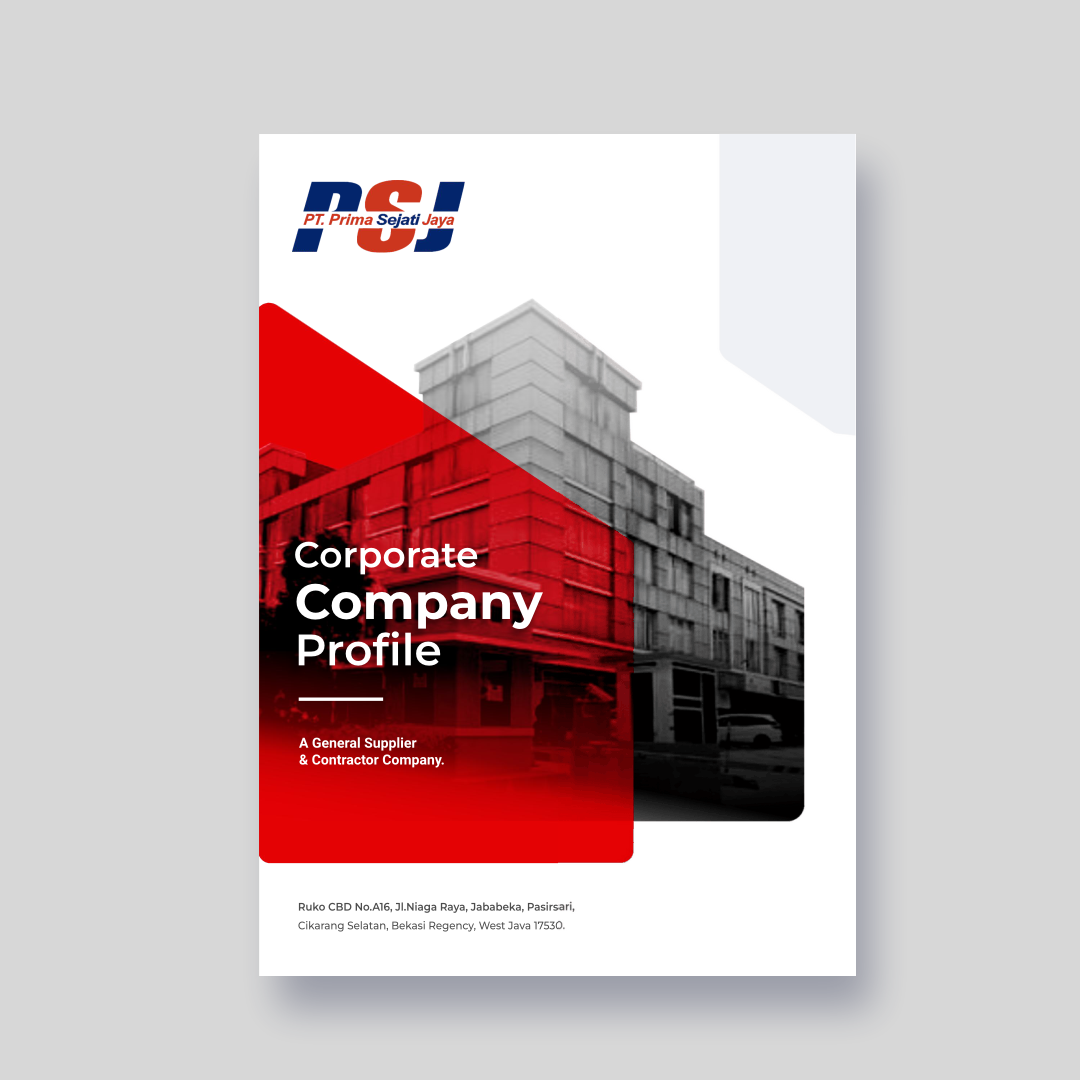 PSJ
PT. Prima Sejati Jaya
Corporate
Company
Profile
A General Supplier
& Contractor Company.
Ruko CBD No.A16, Jl.Niaga Raya, Jababeka, Pasirsari,
Cikarang Selatan, Bekasi Regency, West Java 17530.